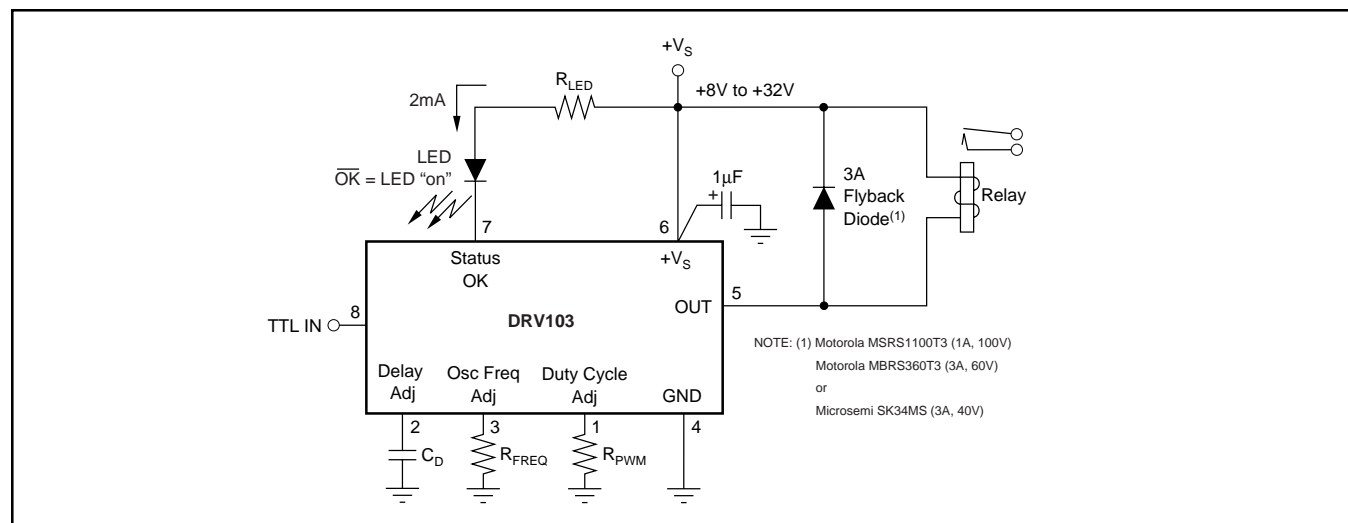 +V_S
R_LED
+8V to +32V
2mA
LED
O̅K̅ = LED “on”
1µF
+
3A
Flyback
Diode(1)
Relay
7
6
Status
OK
+V_S
5
OUT
8
TTL IN
DRV103
Delay
Adj
Osc Freq
Adj
Duty Cycle
Adj
GND
2
3
1
4
C_D
R_FREQ
R_PWM
NOTE: (1) Motorola MSRS1100T3 (1A, 100V)
Motorola MBRS360T3 (3A, 60V)
or
Microsemi SK34MS (3A, 40V)